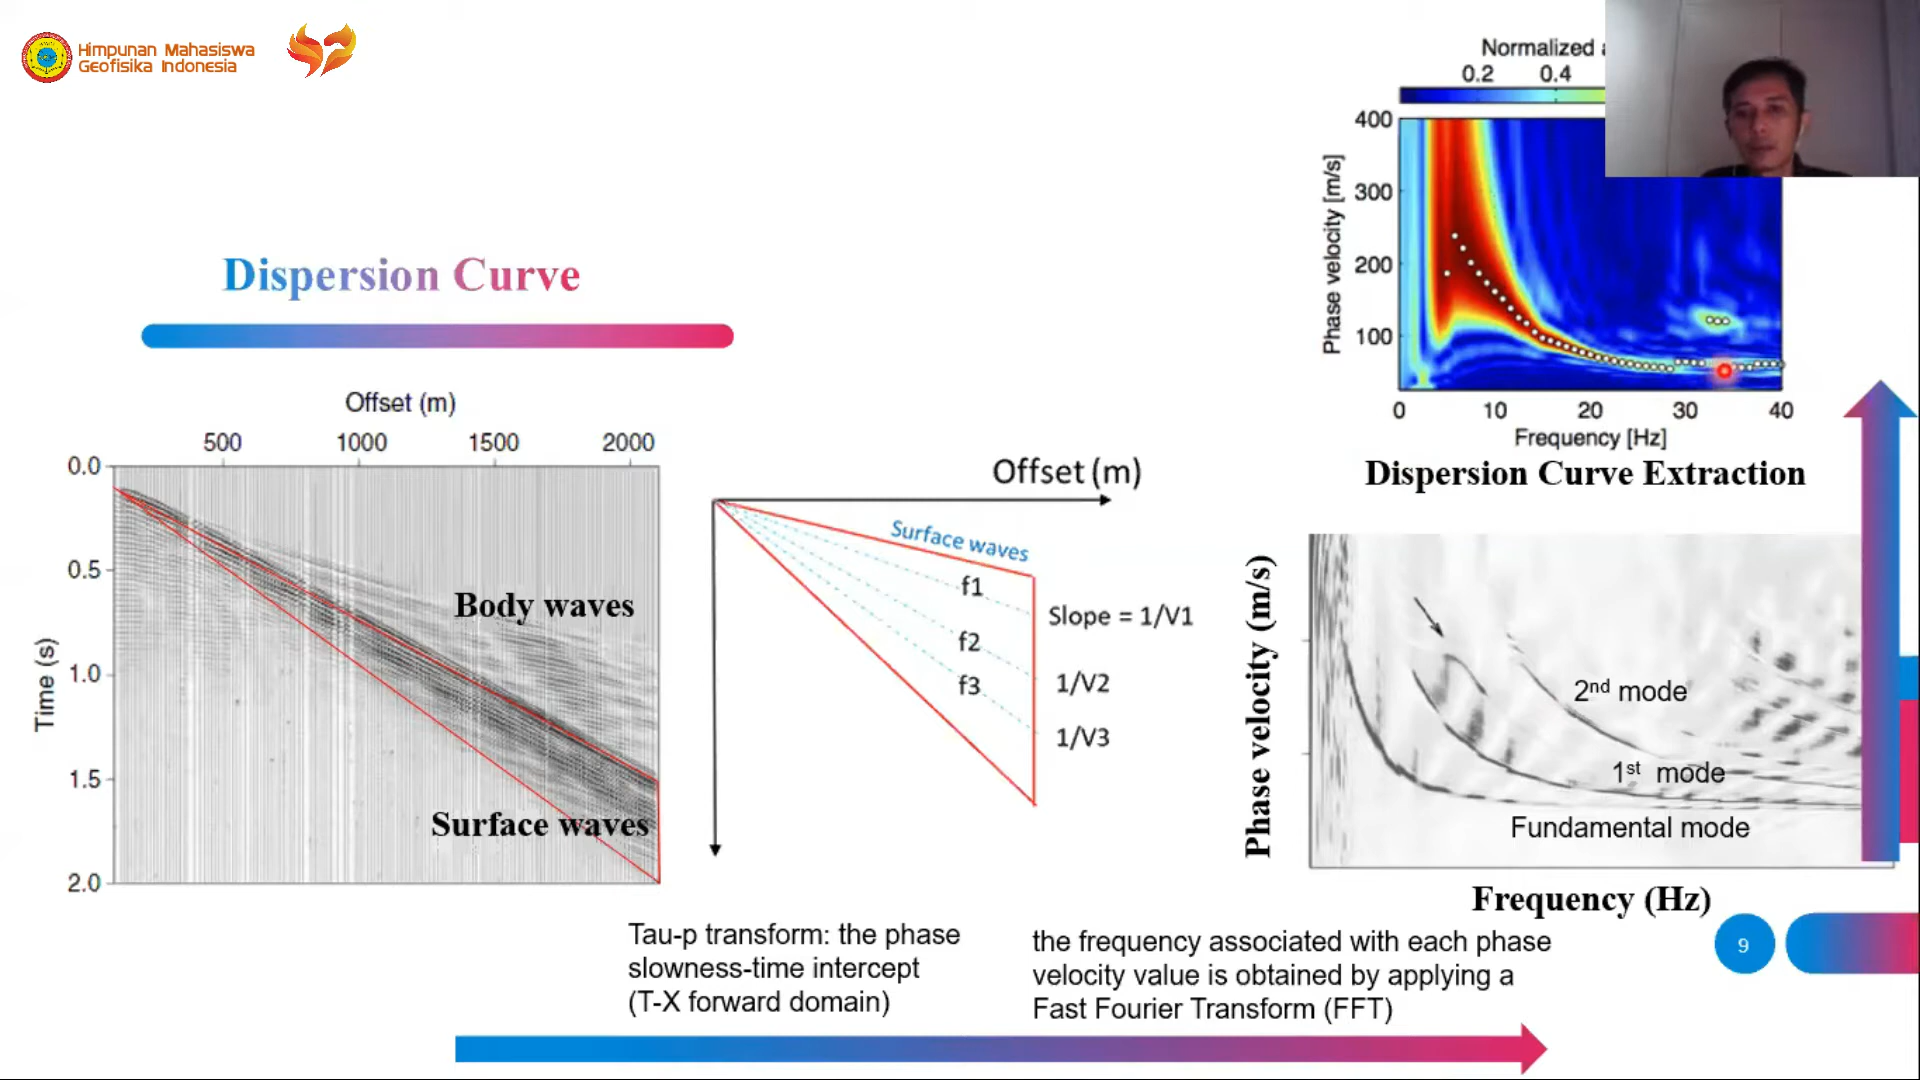 Himpunan Mahasiswa
Geofisika Indonesia
Dispersion Curve
Offset (m)
500 1000 1500 2000
0.0
0.5
1.0
1.5
2.0
Time (s)
Body waves
Surface waves
Offset (m)
Surface waves
f1
f2
f3
Slope = 1/V1
1/V2
1/V3
Normalized
0.2 0.4
400
300
200
100
Phase velocity [m/s]
0 10 20 30 40
Frequency [Hz]
Dispersion Curve Extraction
Phase velocity (m/s)
2nd mode
1st mode
Fundamental mode
Frequency (Hz)
Tau-p transform: the phase
slowness-time intercept
(T-X forward domain)
the frequency associated with each phase
velocity value is obtained by applying a
Fast Fourier Transform (FFT)
9